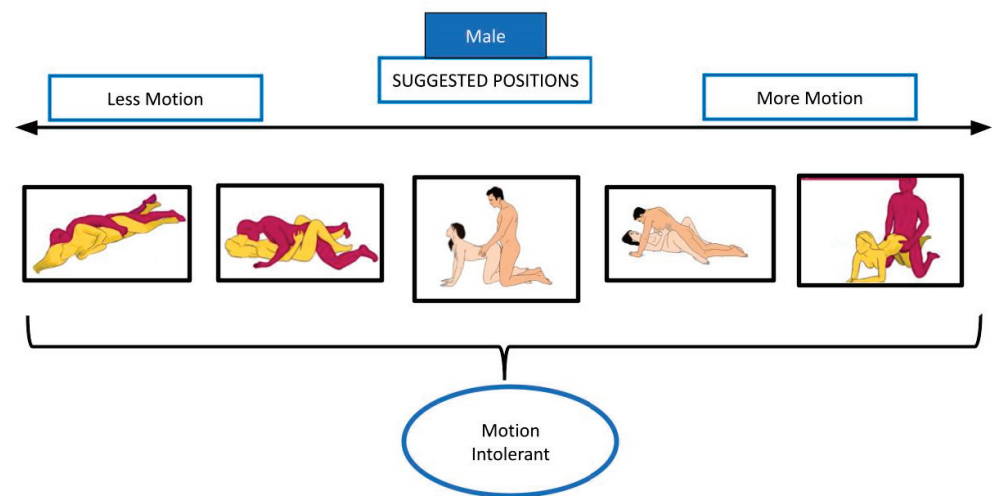 Male
SUGGESTED POSITIONS
Less Motion
More Motion
Motion
Intolerant